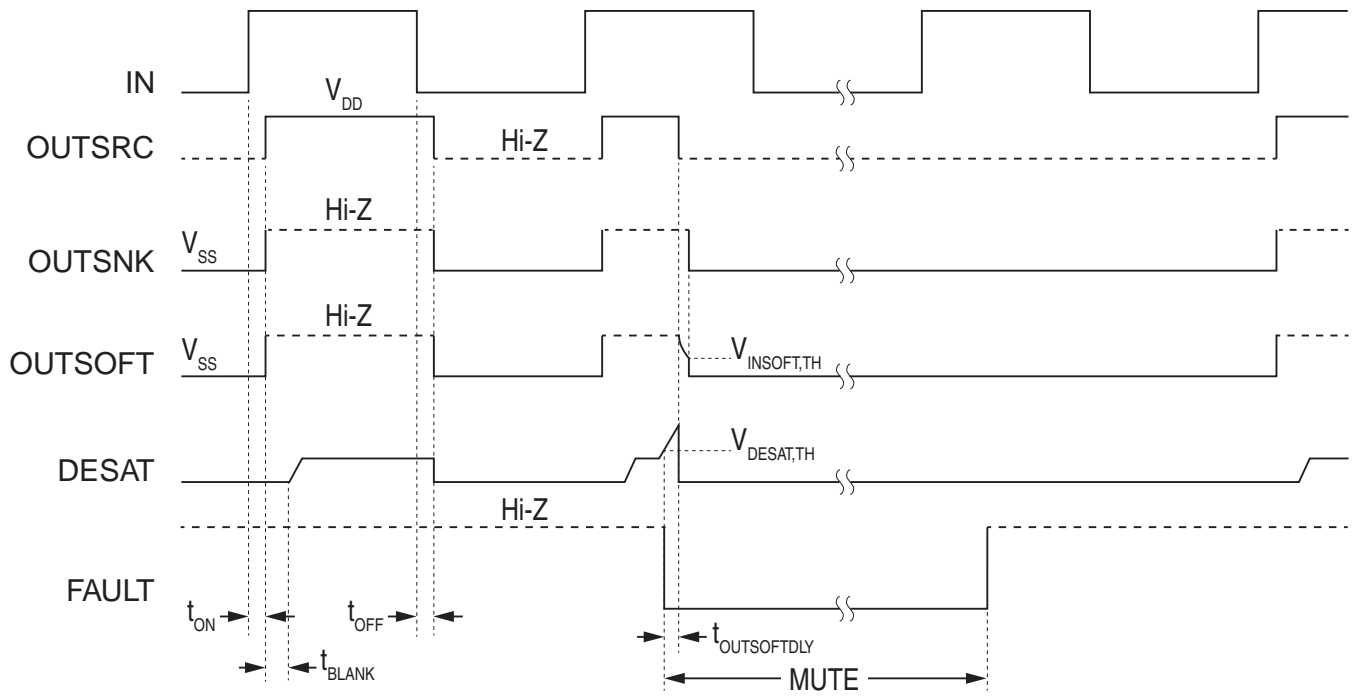 IN
V_DD
OUTSRC Hi-Z
Hi-Z
OUTSNK V_SS
Hi-Z
OUTSOFT V_SS V_INSOFT,TH
DESAT V_DESAT,TH
Hi-Z
FAULT
t_ON t_OFF t_OUTSOFTDLY
t_BLANK MUTE